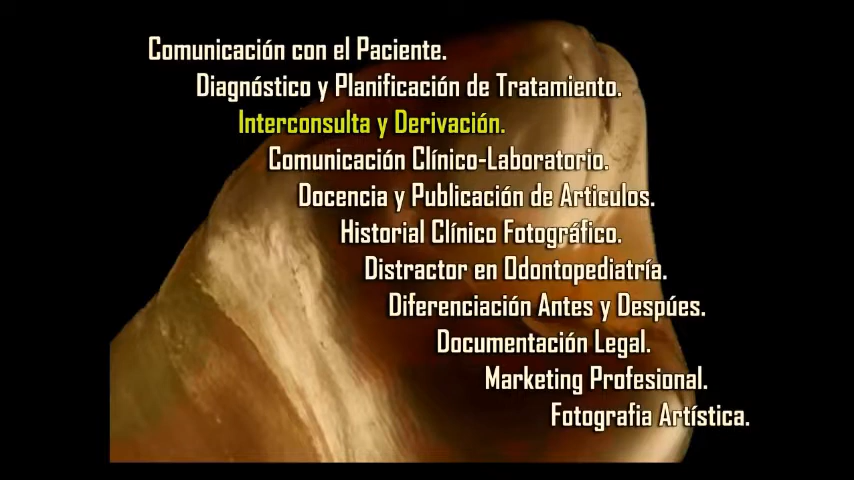 Comunicación con el Paciente.
Diagnóstico y Planificación de Tratamiento.
Interconsulta y Derivación.
Comunicación Clínico-Laboratorio.
Docencia y Publicación de Articulos.
Historial Clínico Fotográfico.
Distractor en Odontopediatría.
Diferenciación Antes y Despúes.
Documentación Legal.
Marketing Profesional.
Fotografia Artística.